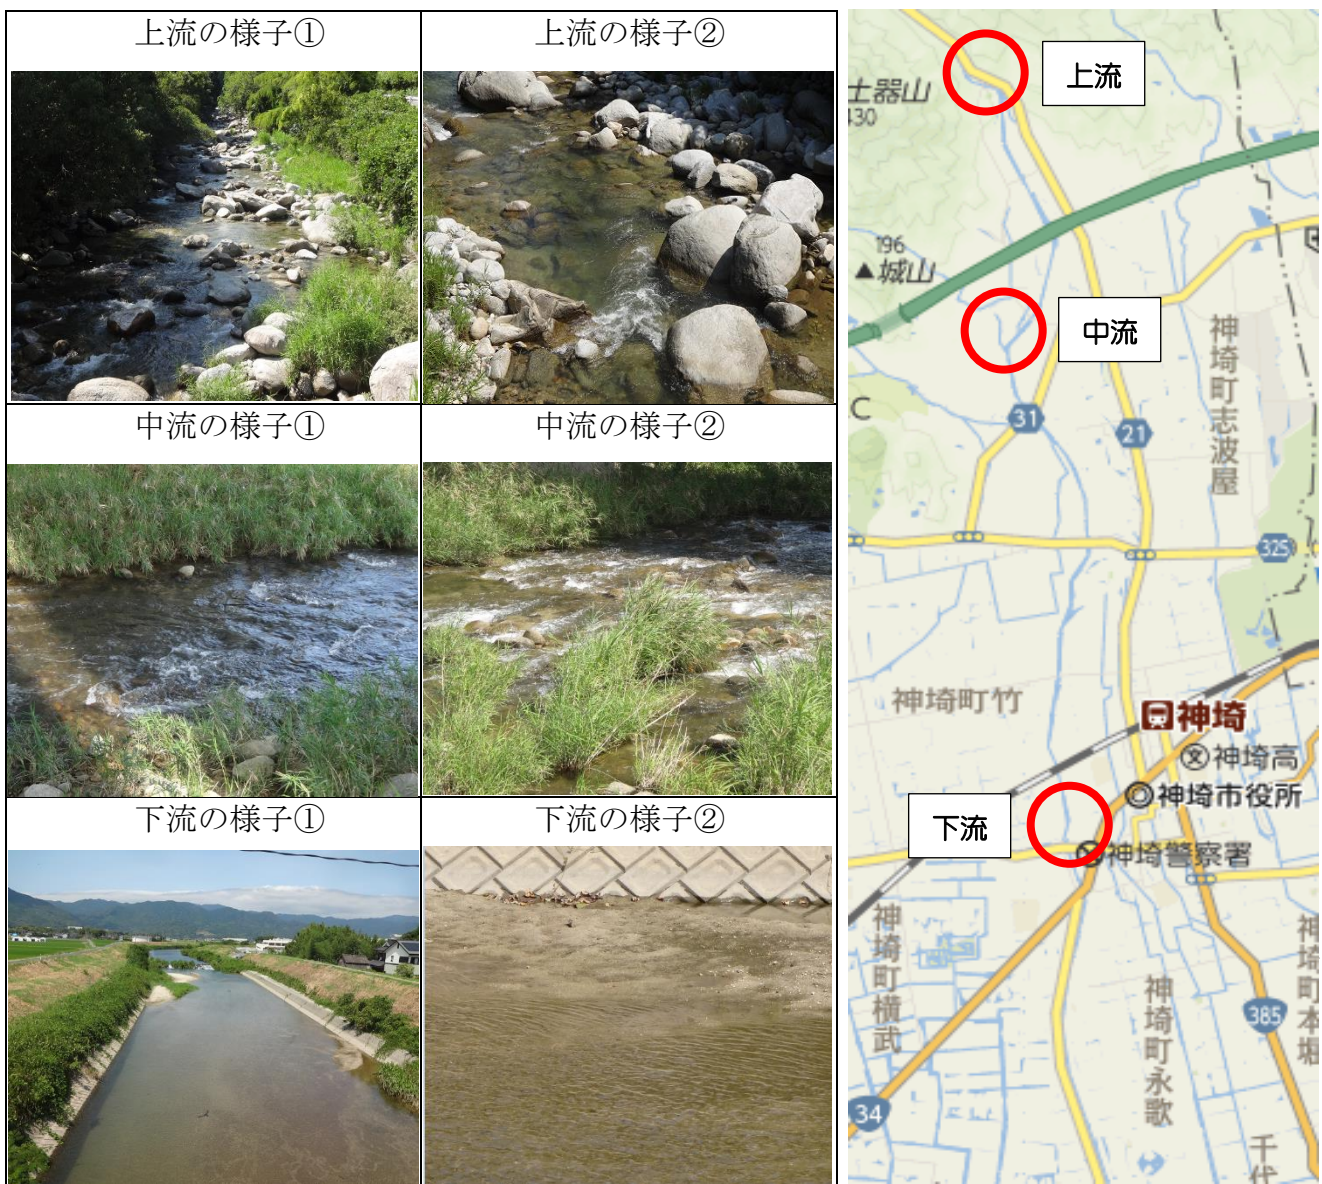 上流の様子①
上流の様子②
中流の様子①
中流の様子②
下流の様子①
下流の様子②
上流
土器山
430
196
▲城山
中流
神埼町志波屋
C
31
21
325
神埼町竹
神埼
神埼高
神埼市役所
下流
神埼警察署
神埼町横武
神埼町永歌
神埼町本堀
385
34
千代